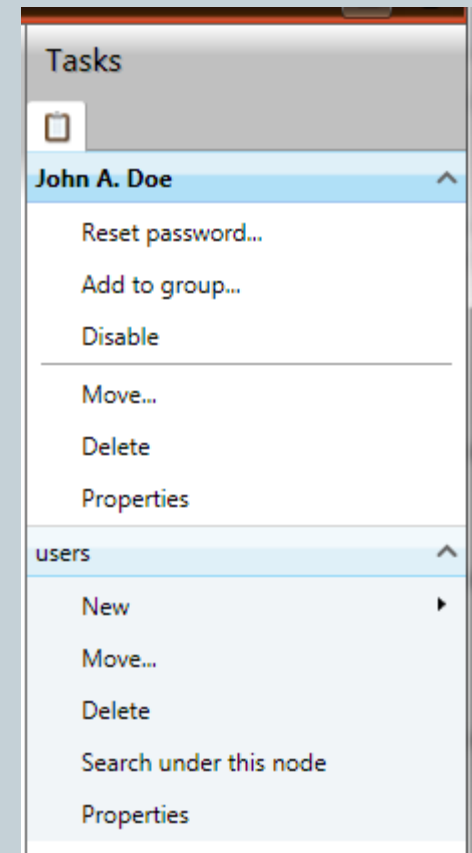 Tasks
John A. Doe
Reset password...
Add to group...
Disable
Move...
Delete
Properties
users
New
Move...
Delete
Search under this node
Properties